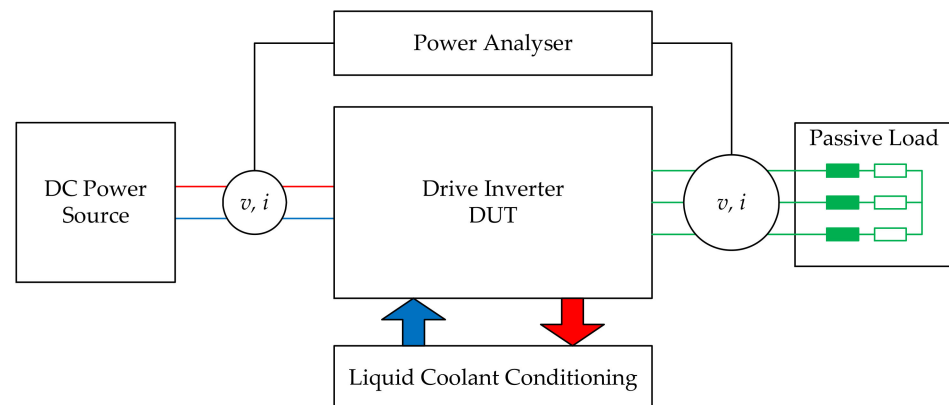 Power Analyser
DC Power
Source
v, i
Drive Inverter
DUT
v, i
Passive Load
Liquid Coolant Conditioning